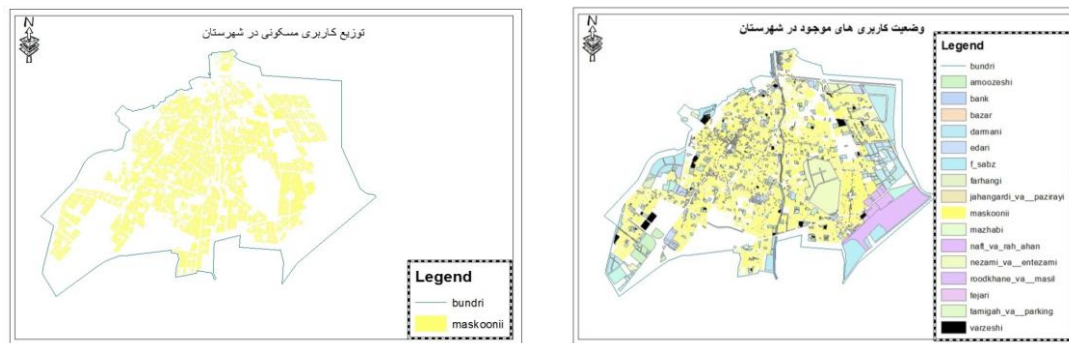 N
توزیع کاربری مسکونی در شهرستان
Legend
bundri
maskoonii
N
وضعیت کاربری های موجود در شهرستان
Legend
bundri
amoozeshi
bank
bazar
darmani
edari
f_sabz
farhangi
jahangardi_va__pazirayi
maskoonii
mazhabi
naft_va_rah_ahan
nezami_va__entezami
roodkhane_va__masil
tejari
tamigah_va__parking
varzeshi